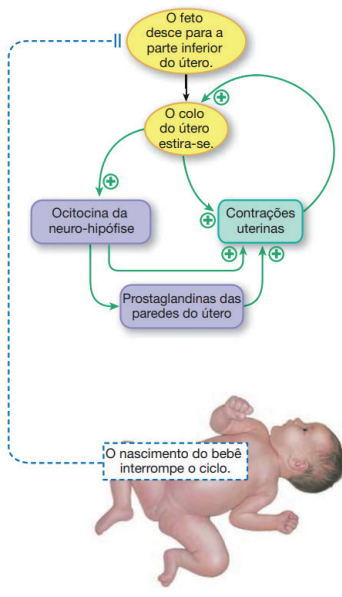 O feto
desce para a
parte inferior
do útero.
O colo
do útero
estira-se.
Ocitocina da
neuro-hipófise
Contrações
uterinas
Prostaglandinas das
paredes do útero
O nascimento do bebê
interrompe o ciclo.